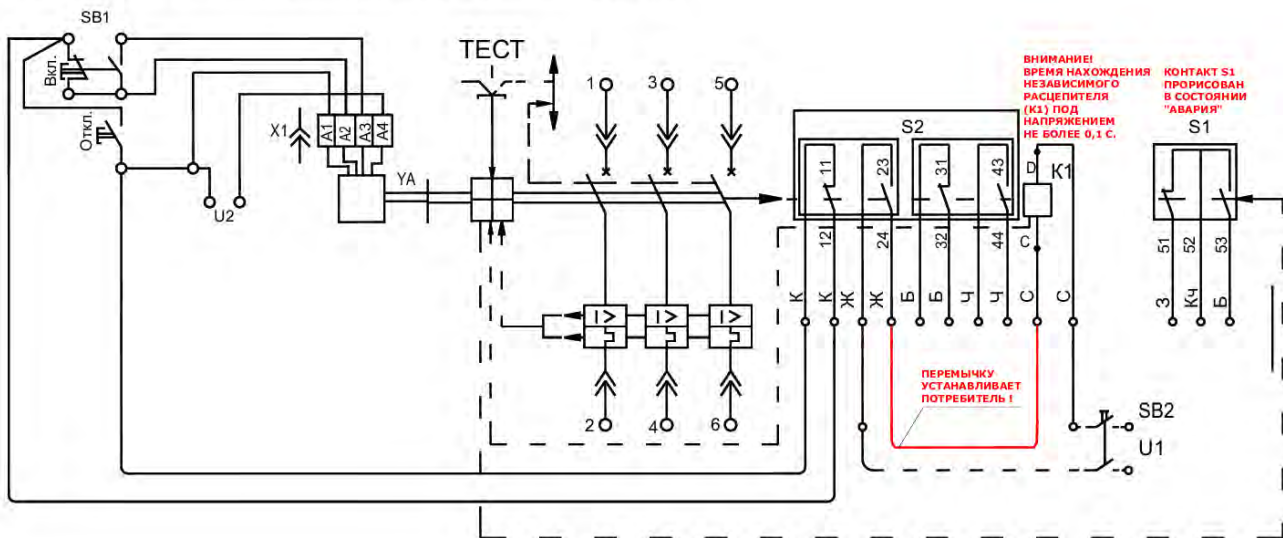 SB1
Вкл.
Откл.
U2
X1
A1
A2
A3
A4
YA
ТЕСТ
1
3
5
2
4
6
S2
11
23
31
43
12
24
32
44
D
K1
C
К
К
Ж
Ж
Б
Б
Ч
Ч
С
С
ВНИМАНИЕ!
ВРЕМЯ НАХОЖДЕНИЯ
НЕЗАВИСИМОГО
РАСЦЕПИТЕЛЯ
(К1) ПОД
НАПРЯЖЕНИЕМ
НЕ БОЛЕЕ 0,1 С.
КОНТАКТ S1
ПРОРИСОВАН
В СОСТОЯНИИ
"АВАРИЯ"
S1
51
52
53
З
Кч
Б
ПЕРЕМЫЧКУ
УСТАНАВЛИВАЕТ
ПОТРЕБИТЕЛЬ !
SB2
U1